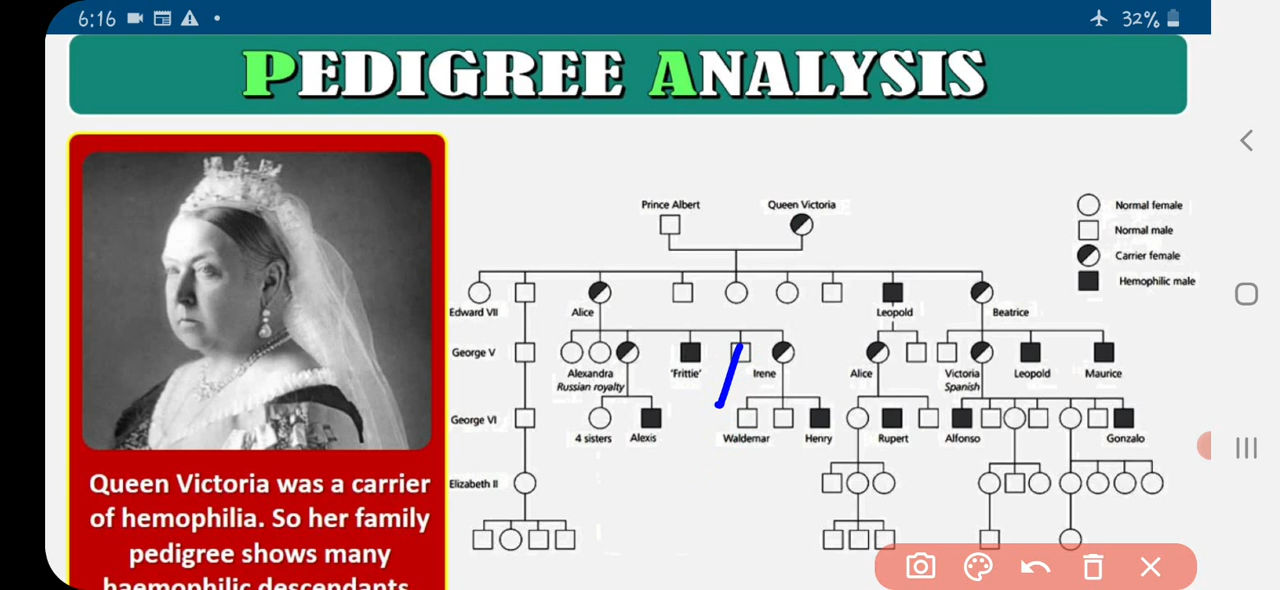 6:16
32%
PEDIGREE ANALYSIS
Prince Albert
Queen Victoria
Normal female
Normal male
Carrier female
Hemophilic male
Edward VII
Alice
Leopold
Beatrice
George V
Alexandra
Russian royalty
'Frittie'
Irene
Alice
Victoria
Spanish
Leopold
Maurice
George VI
4 sisters
Alexis
Waldemar
Henry
Rupert
Alfonso
Gonzalo
Elizabeth II
Queen Victoria was a carrier
of hemophilia. So her family
pedigree shows many
haemophilic descendants.